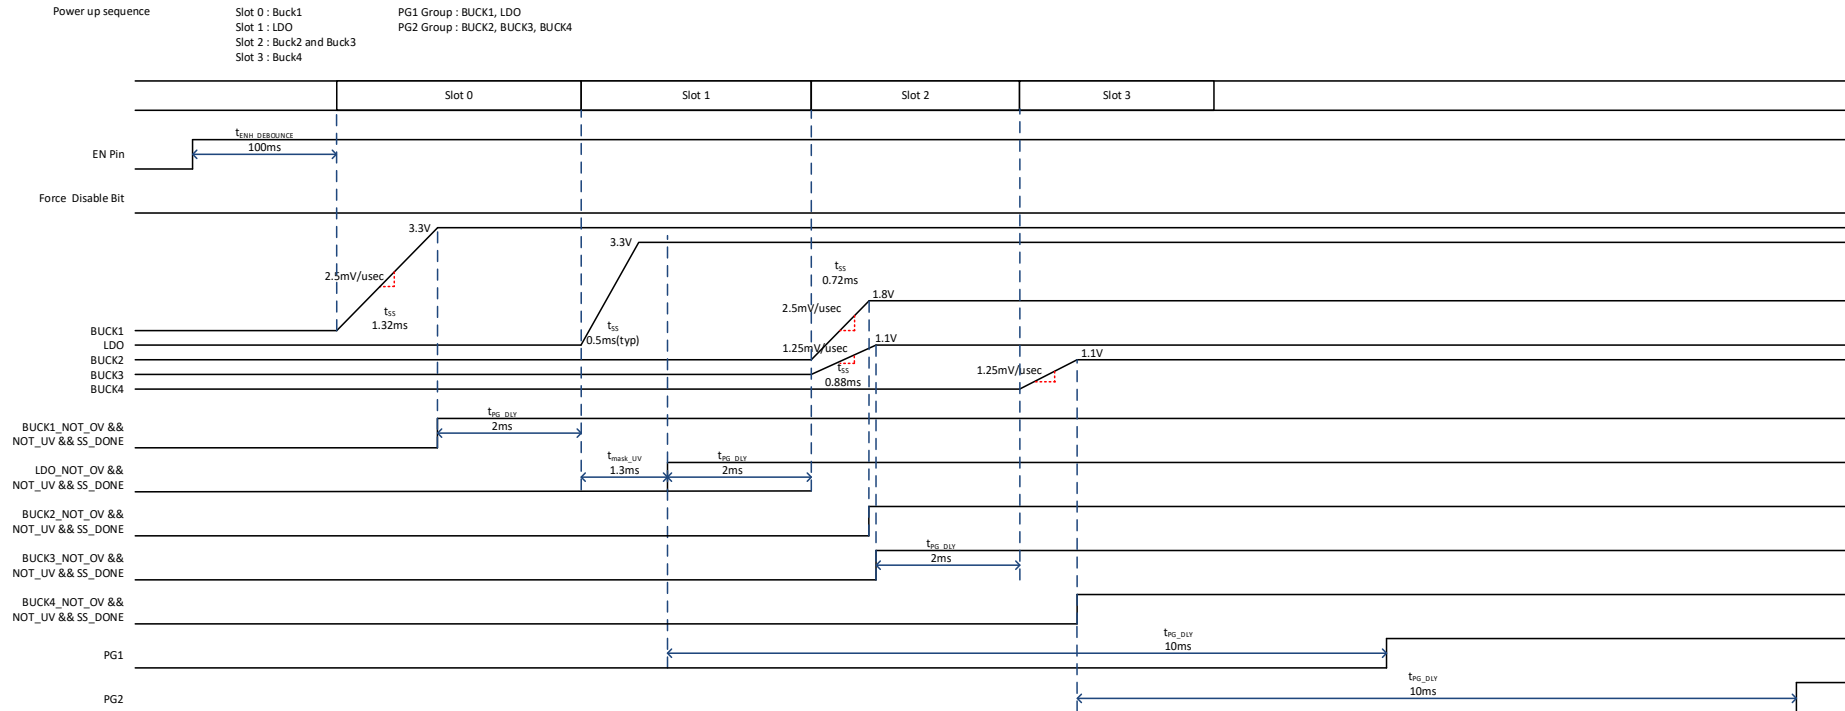 Power up sequence
Slot 0 : Buck1
Slot 1 : LDO
Slot 2 : Buck2 and Buck3
Slot 3 : Buck4
PG1 Group : BUCK1, LDO
PG2 Group : BUCK2, BUCK3, BUCK4
Slot 0
Slot 1
Slot 2
Slot 3
EN Pin
tENH_DEBOUNCE
100ms
Force Disable Bit
3.3V
2.5mV/usec
tSS
1.32ms
3.3V
tSS
0.5ms(typ)
tSS
0.72ms
1.8V
2.5mV/usec
1.1V
1.25mV/usec
tSS
0.88ms
1.1V
1.25mV/usec
BUCK1
LDO
BUCK2
BUCK3
BUCK4
BUCK1_NOT_OV &&
NOT_UV && SS_DONE
tPG_DLY
2ms
LDO_NOT_OV &&
NOT_UV && SS_DONE
tmask_UV
1.3ms
tPG_DLY
2ms
BUCK2_NOT_OV &&
NOT_UV && SS_DONE
BUCK3_NOT_OV &&
NOT_UV && SS_DONE
tPG_DLY
2ms
BUCK4_NOT_OV &&
NOT_UV && SS_DONE
PG1
tPG_DLY
10ms
PG2
tPG_DLY
10ms